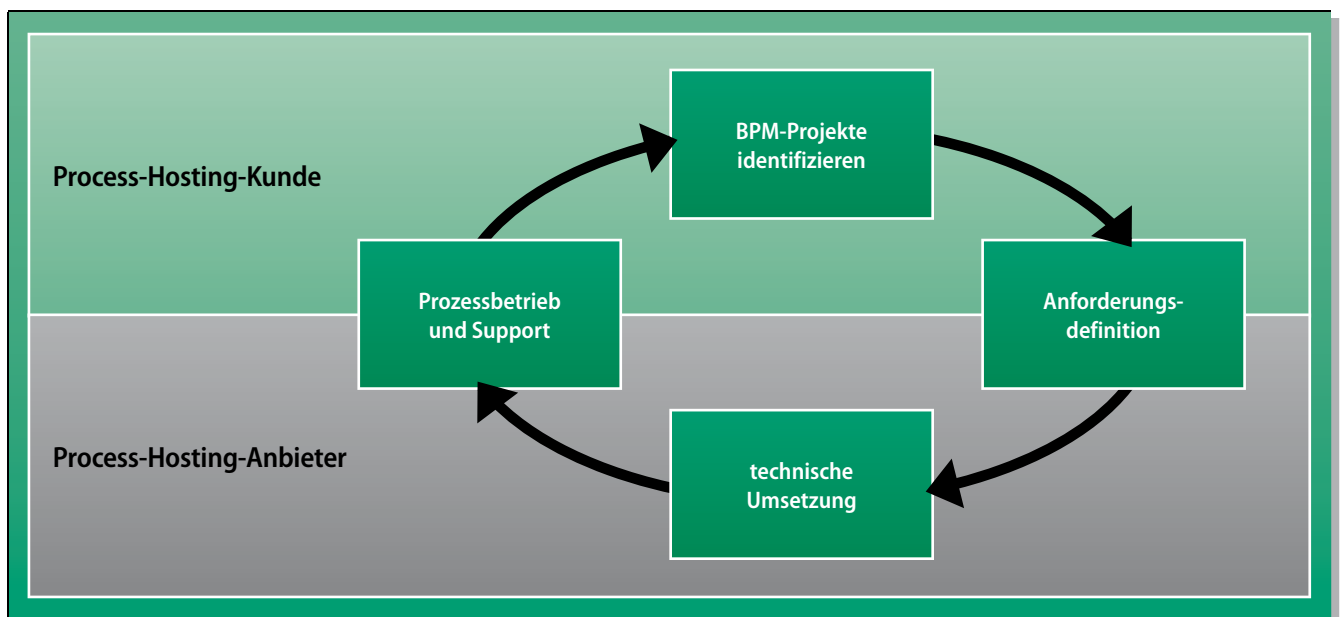 BPM-Projekte
identifizieren
Process-Hosting-Kunde
Prozessbetrieb
und Support
Anforderungs-
definition
Process-Hosting-Anbieter
technische
Umsetzung